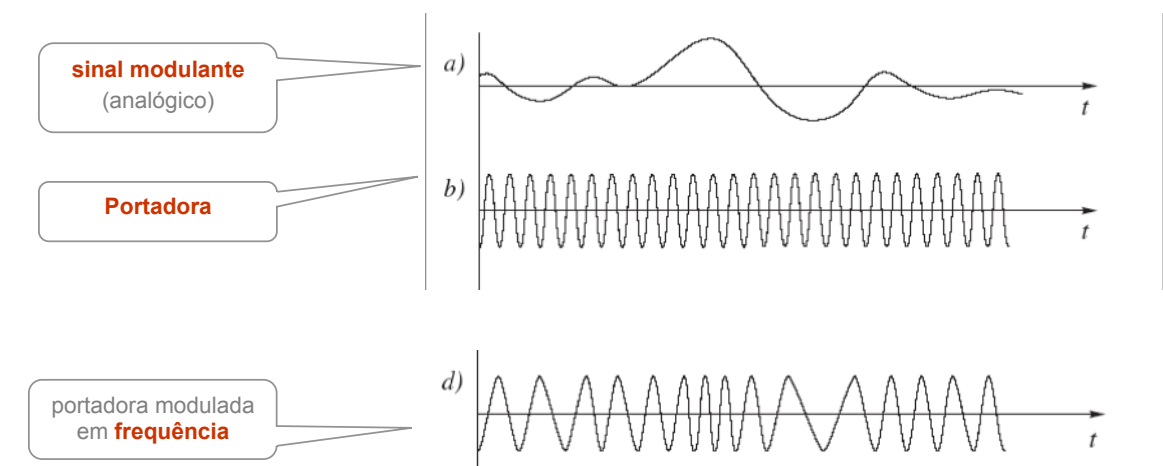 sinal modulante
(analógico)
a)
t
Portadora
b)
t
portadora modulada
em frequência
d)
t